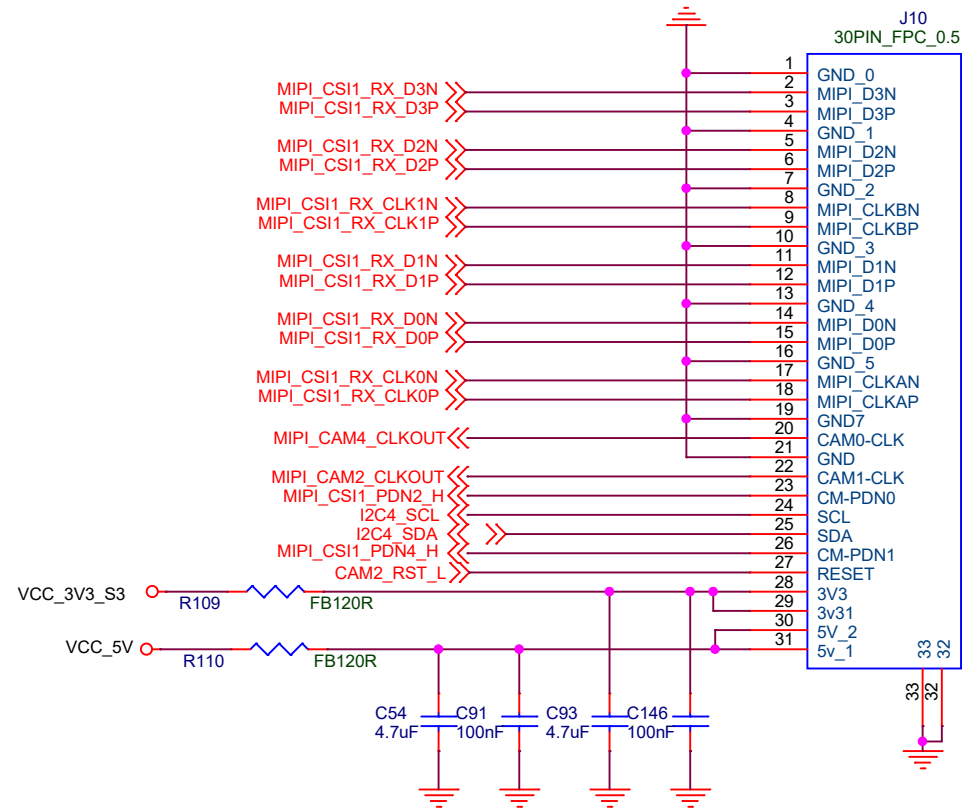 J10
30PIN_FPC_0.5
1 GND_0
MIPI_CSI1_RX_D3N 2 MIPI_D3N
MIPI_CSI1_RX_D3P 3 MIPI_D3P
4 GND_1
MIPI_CSI1_RX_D2N 5 MIPI_D2N
MIPI_CSI1_RX_D2P 6 MIPI_D2P
7 GND_2
MIPI_CSI1_RX_CLK1N 8 MIPI_CLKBN
MIPI_CSI1_RX_CLK1P 9 MIPI_CLKBP
10 GND_3
MIPI_CSI1_RX_D1N 11 MIPI_D1N
MIPI_CSI1_RX_D1P 12 MIPI_D1P
13 GND_4
MIPI_CSI1_RX_D0N 14 MIPI_D0N
MIPI_CSI1_RX_D0P 15 MIPI_D0P
16 GND_5
MIPI_CSI1_RX_CLK0N 17 MIPI_CLKAN
MIPI_CSI1_RX_CLK0P 18 MIPI_CLKAP
19 GND7
MIPI_CAM4_CLKOUT 20 CAM0-CLK
21 GND
MIPI_CAM2_CLKOUT 22 CAM1-CLK
MIPI_CSI1_PDN2_H 23 CM-PDN0
I2C4_SCL 24 SCL
I2C4_SDA 25 SDA
MIPI_CSI1_PDN4_H 26 CM-PDN1
CAM2_RST_L 27 RESET
VCC_3V3_S3 R109 FB120R 28 3V3
29 3v31
30 5V_2
VCC_5V R110 FB120R 31 5v_1
33 32
33 32
C54 C91 C93 C146
4.7uF 100nF 4.7uF 100nF